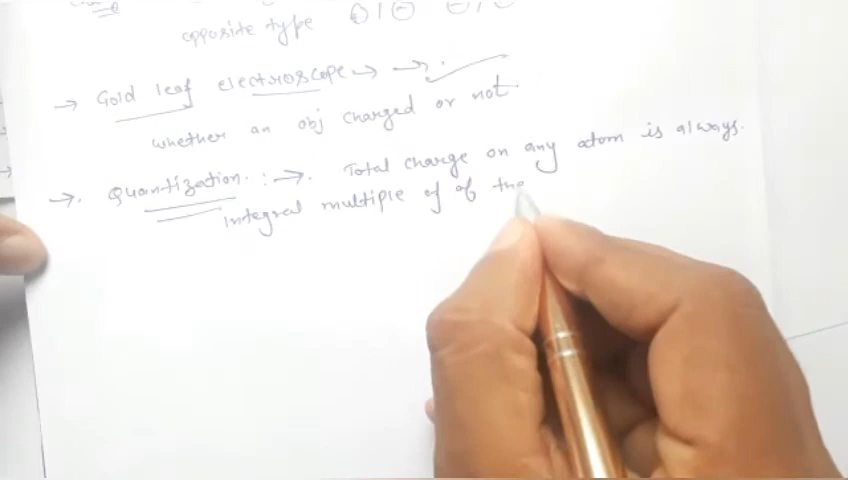 opposite type ⊕/⊖ ⊖/⊕
→ Gold leaf electroscope → →
whether an obj charged or not.
→. Quantization. :→. Total charge on any atom is always.
integral multiple of of the